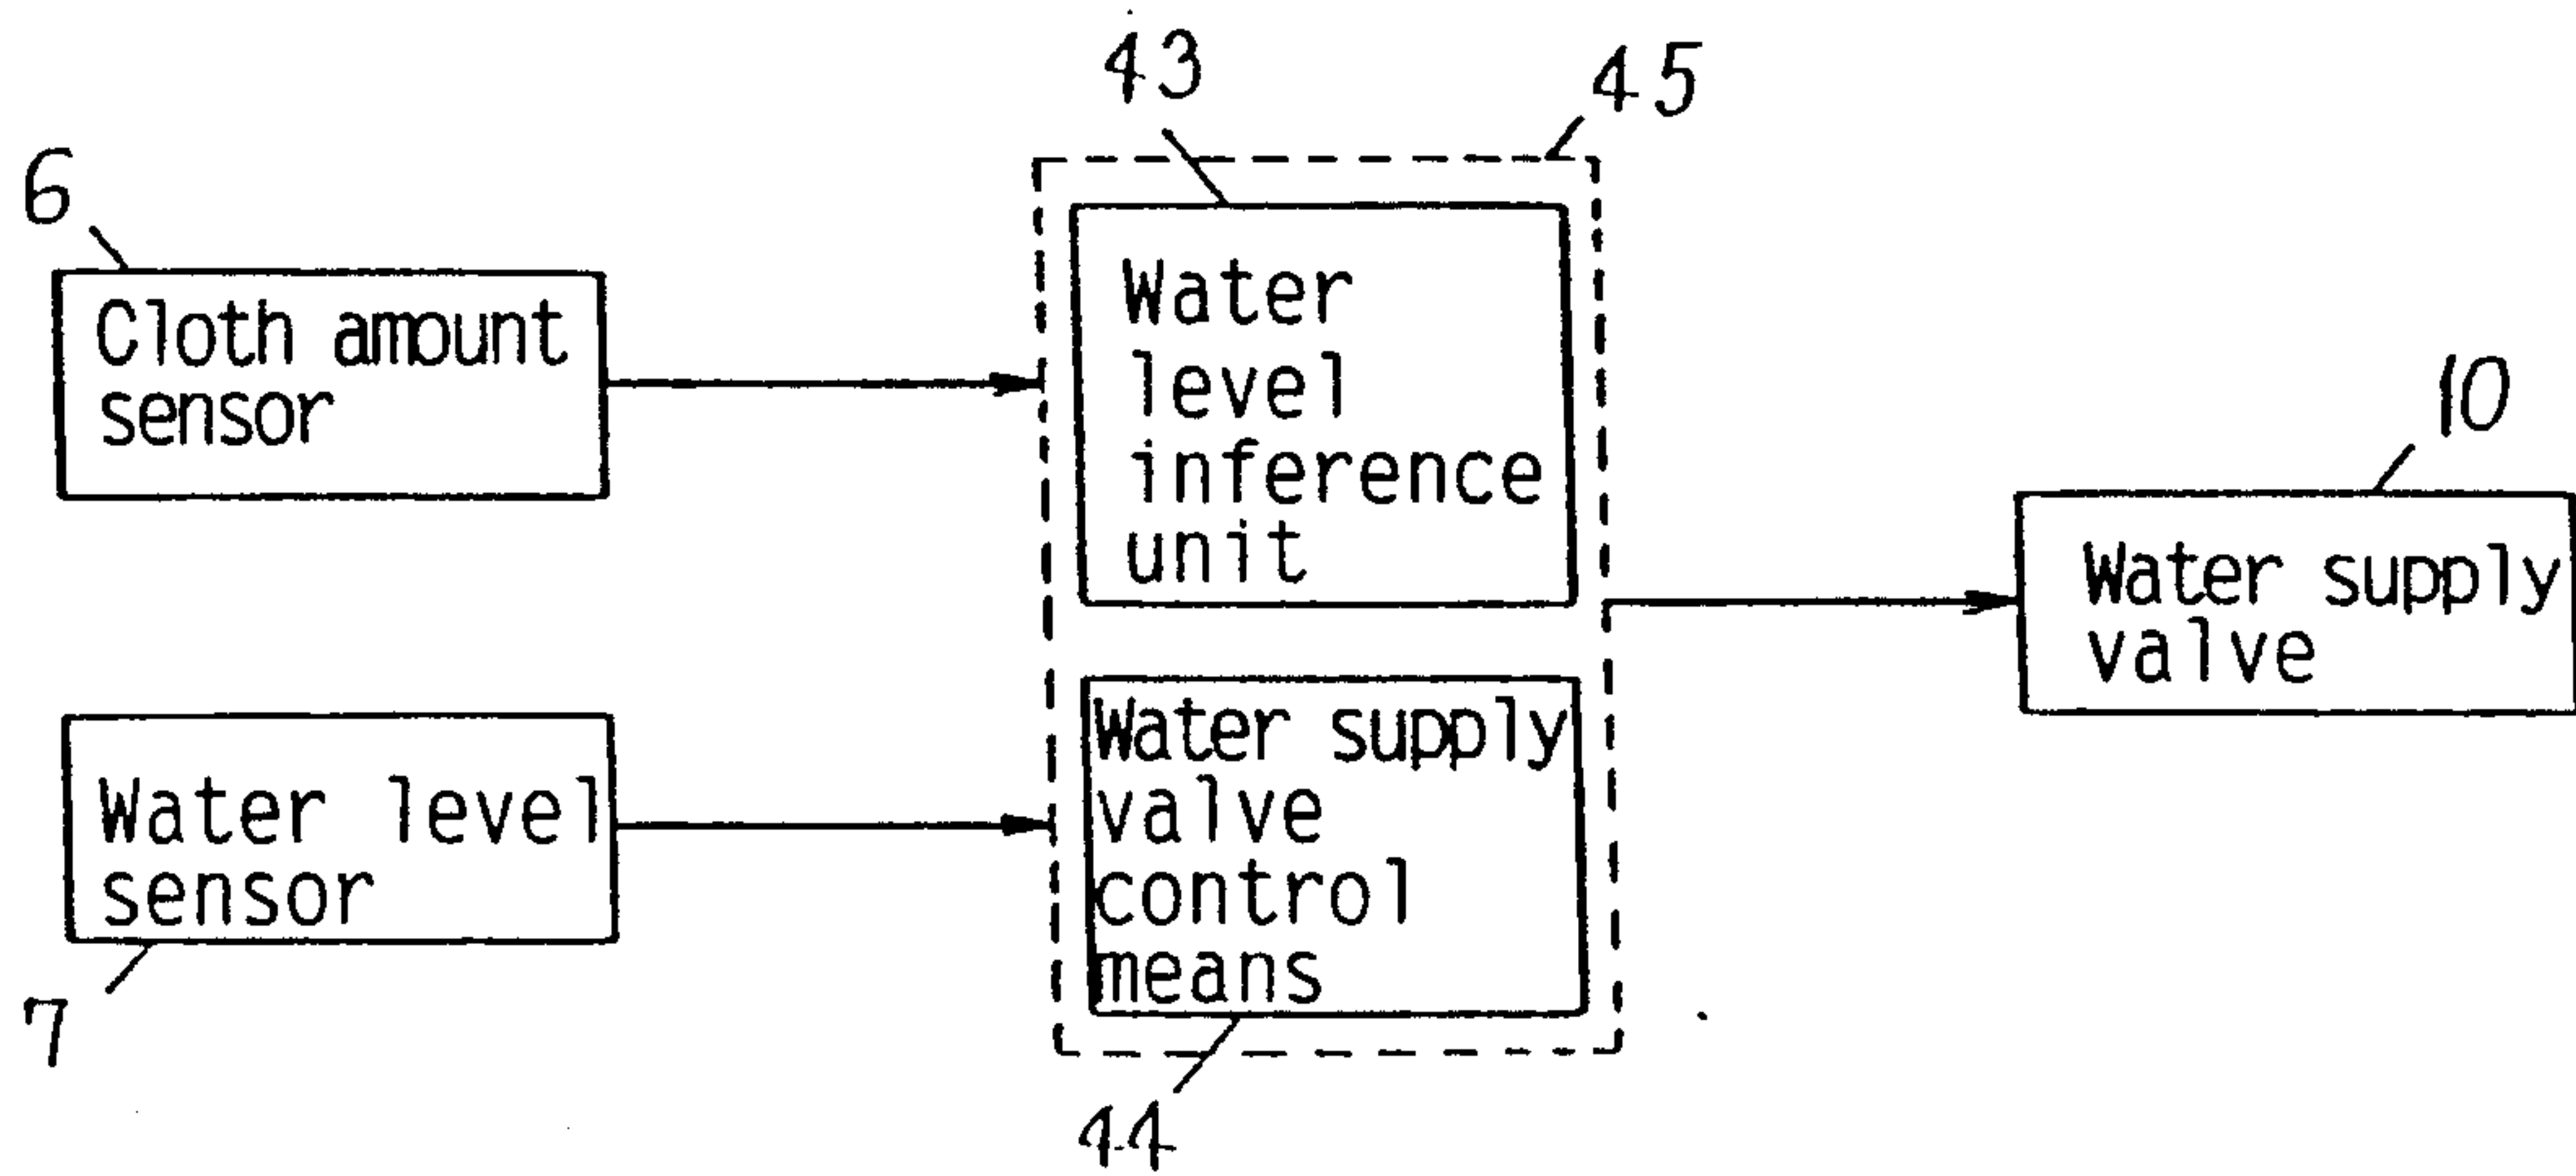 43
45
6
Cloth amount
sensor
Water
level
inference
unit
10
Water supply
valve
Water level
sensor
7
Water supply
valve
control
means
44